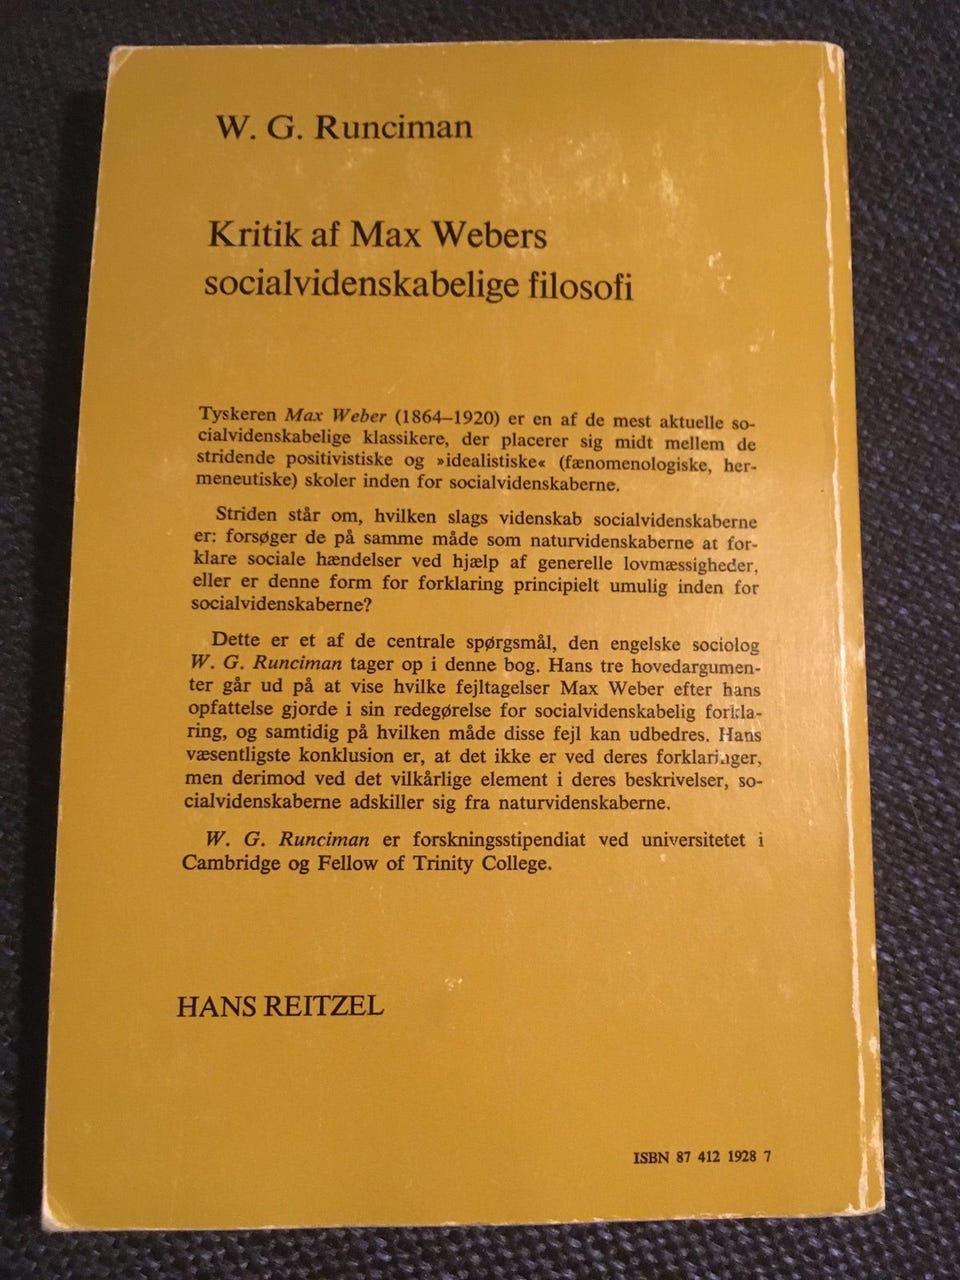 W. G. Runciman
Kritik af Max Webers
socialvidenskabelige filosofi
Tyskeren Max Weber (1864–1920) er en af de mest aktuelle so-
cialvidenskabelige klassikere, der placerer sig midt mellem de
stridende positivistiske og »idealistiske« (fænomenologiske, her-
meneutiske) skoler inden for socialvidenskaberne.
Striden står om, hvilken slags videnskab socialvidenskaberne
er: forsøger de på samme måde som naturvidenskaberne at for-
klare sociale hændelser ved hjælp af generelle lovmæssigheder,
eller er denne form for forklaring principielt umulig inden for
socialvidenskaberne?
Dette er et af de centrale spørgsmål, den engelske sociolog
W. G. Runciman tager op i denne bog. Hans tre hovedargumen-
ter går ud på at vise hvilke fejltagelser Max Weber efter hans
opfattelse gjorde i sin redegørelse for socialvidenskabelig forkla-
ring, og samtidig på hvilken måde disse fejl kan udbedres. Hans
væsentligste konklusion er, at det ikke er ved deres forklaringer,
men derimod ved det vilkårlige element i deres beskrivelser, so-
cialvidenskaberne adskiller sig fra naturvidenskaberne.
W. G. Runciman er forskningsstipendiat ved universitetet i
Cambridge og Fellow of Trinity College.
HANS REITZEL
ISBN 87 412 1928 7